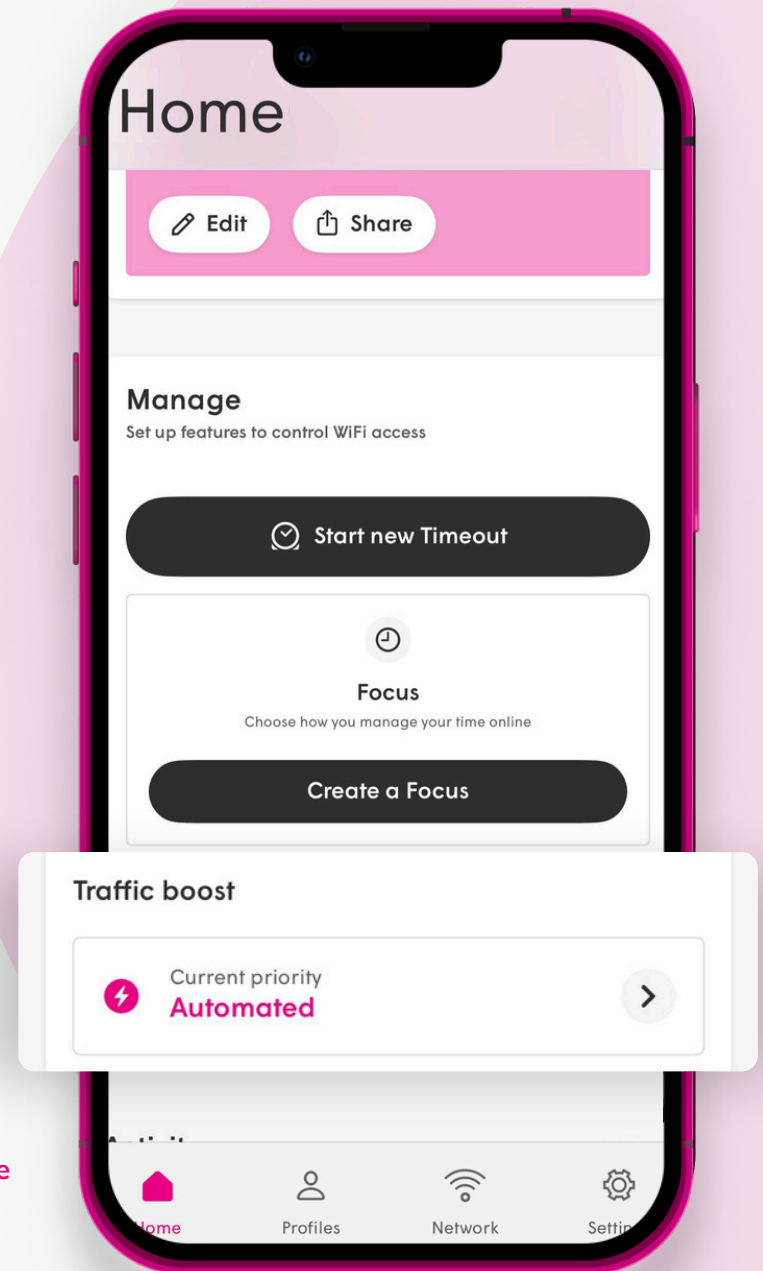 Home
Edit
Share
Manage
Set up features to control WiFi access
Start new Timeout
Focus
Choose how you manage your time online
Create a Focus
Traffic boost
Current priority
Automated
e
Home
Profiles
Network